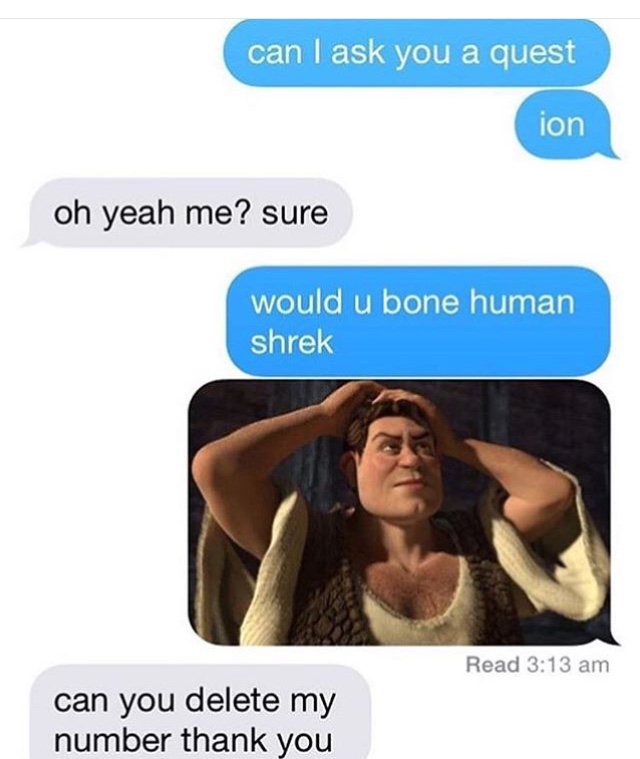 can I ask you a quest
ion
oh yeah me? sure
would u bone human
shrek
Read 3:13 am
can you delete my
number thank you